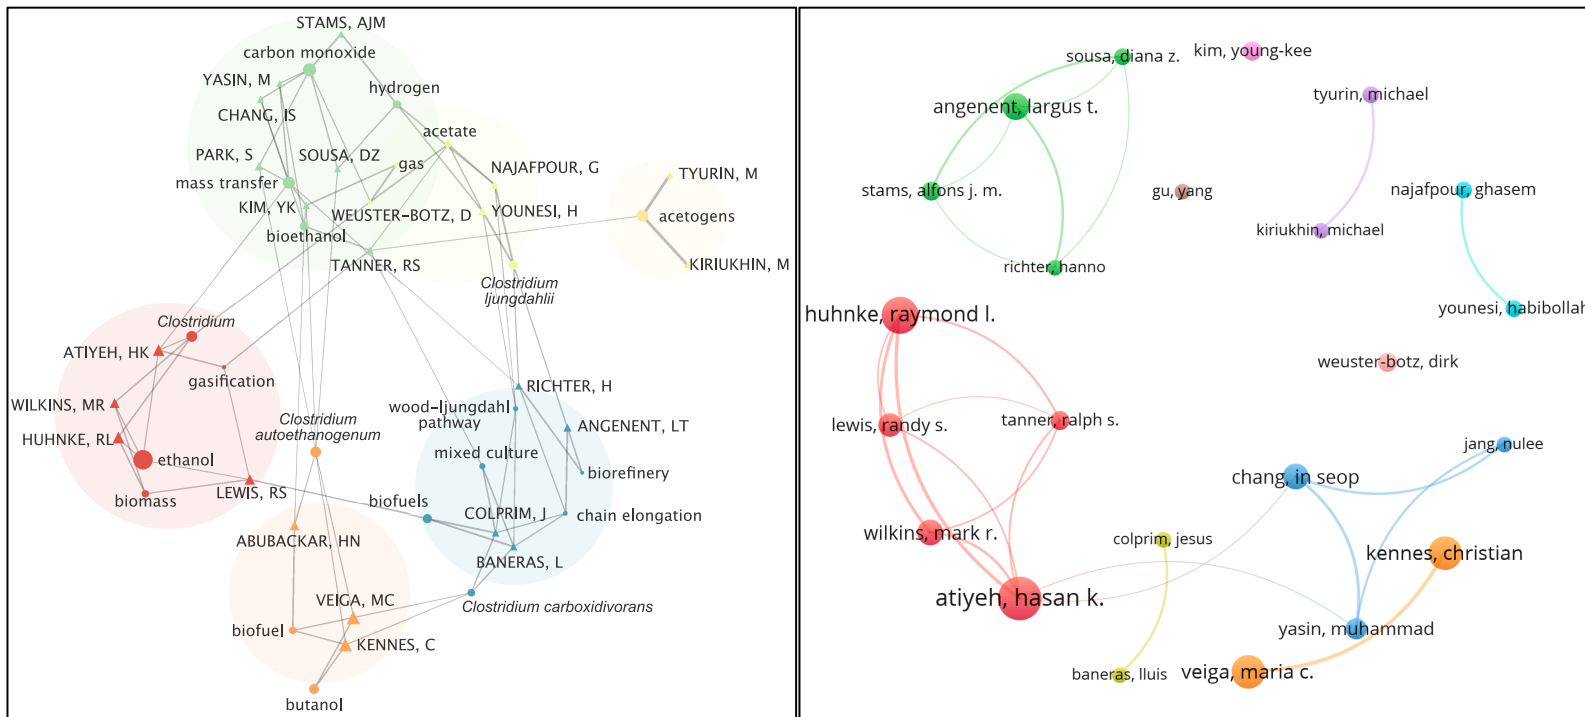 STAMS, AJM
carbon monoxide
YASIN, M
hydrogen
CHANG, IS
acetate
PARK, S
SOUSA, DZ
gas
NAJAFPOUR, G
mass transfer
TYURIN, M
KIM, YK
WEUSTER-BOTZ, D
YOUNESI, H
acetogens
bioethanol
TANNER, RS
KIRIUKHIN, M
Clostridium
ljungdahlii
Clostridium
ATIYEH, HK
gasification
RICHTER, H
WILKINS, MR
wood-ljungdahl
pathway
ANGENENT, LT
HUHNKE, RL
Clostridium
autoethanogenum
mixed culture
ethanol
biorefinery
biomass
LEWIS, RS
biofuels
COLPRIM, J
chain elongation
ABUBACKAR, HN
BANERAS, L
VEIGA, MC
Clostridium carboxidivorans
biofuel
KENNES, C
butanol
sousa, diana z.
kim, young-kee
angenent, largus t.
tyurin, michael
stams, alfons j. m.
gu, yang
najafpour, ghasem
kiriukhin, michael
richter, hanno
huhnke, raymond l.
younesi, habibollah
weuster-botz, dirk
lewis, randy s.
tanner, ralph s.
jang, nulee
chang, in seop
wilkins, mark r.
colprim, jesus
kennes, christian
atiyeh, hasan k.
yasin, muhammad
baneras, lluis
veiga, maria c.